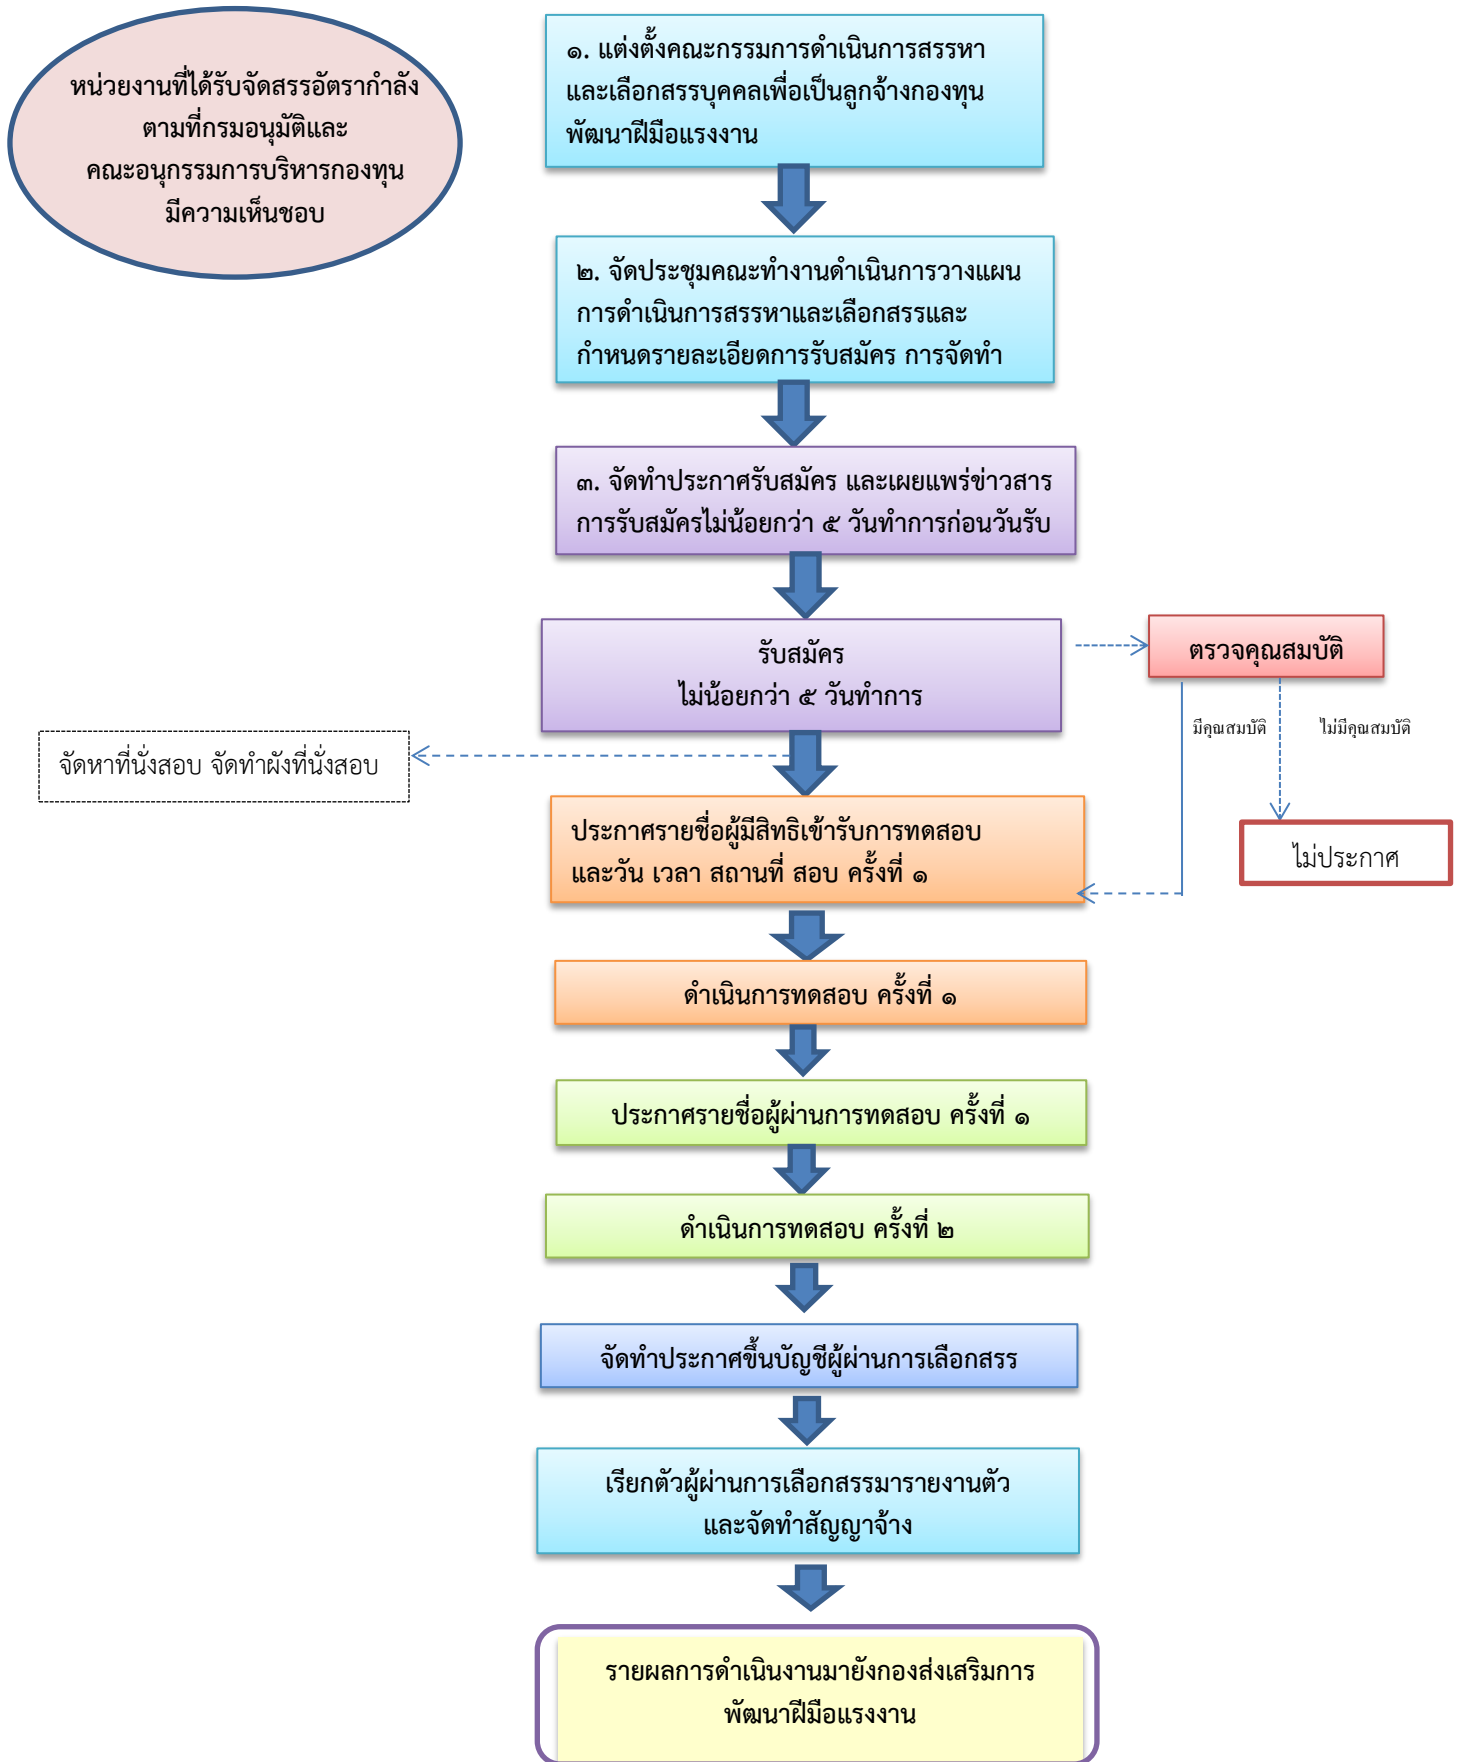 หน่วยงานที่ได้รับจัดสรรอัตรากำลัง
ตามที่กรมอนุมัติและ
คณะอนุกรรมการบริหารกองทุน
มีความเห็นชอบ
๑. แต่งตั้งคณะกรรมการดำเนินการสรรหา
และเลือกสรรบุคคลเพื่อเป็นลูกจ้างกองทุน
พัฒนาฝีมือแรงงาน
๒. จัดประชุมคณะทำงานดำเนินการวางแผน
การดำเนินการสรรหาและเลือกสรรและ
กำหนดรายละเอียดการรับสมัคร การจัดทำ
๓. จัดทำประกาศรับสมัคร และเผยแพร่ข่าวสาร
การรับสมัครไม่น้อยกว่า ๕ วันทำการก่อนวันรับ
รับสมัคร
ไม่น้อยกว่า ๕ วันทำการ
ตรวจคุณสมบัติ
มีคุณสมบัติ
ไม่มีคุณสมบัติ
จัดหาที่นั่งสอบ จัดทำผังที่นั่งสอบ
ประกาศรายชื่อผู้มีสิทธิเข้ารับการทดสอบ
และวัน เวลา สถานที่ สอบ ครั้งที่ ๑
ไม่ประกาศ
ดำเนินการทดสอบ ครั้งที่ ๑
ประกาศรายชื่อผู้ผ่านการทดสอบ ครั้งที่ ๑
ดำเนินการทดสอบ ครั้งที่ ๒
จัดทำประกาศขึ้นบัญชีผู้ผ่านการเลือกสรร
เรียกตัวผู้ผ่านการเลือกสรรมารายงานตัว
และจัดทำสัญญาจ้าง
รายผลการดำเนินงานมายังกองส่งเสริมการ
พัฒนาฝีมือแรงงาน